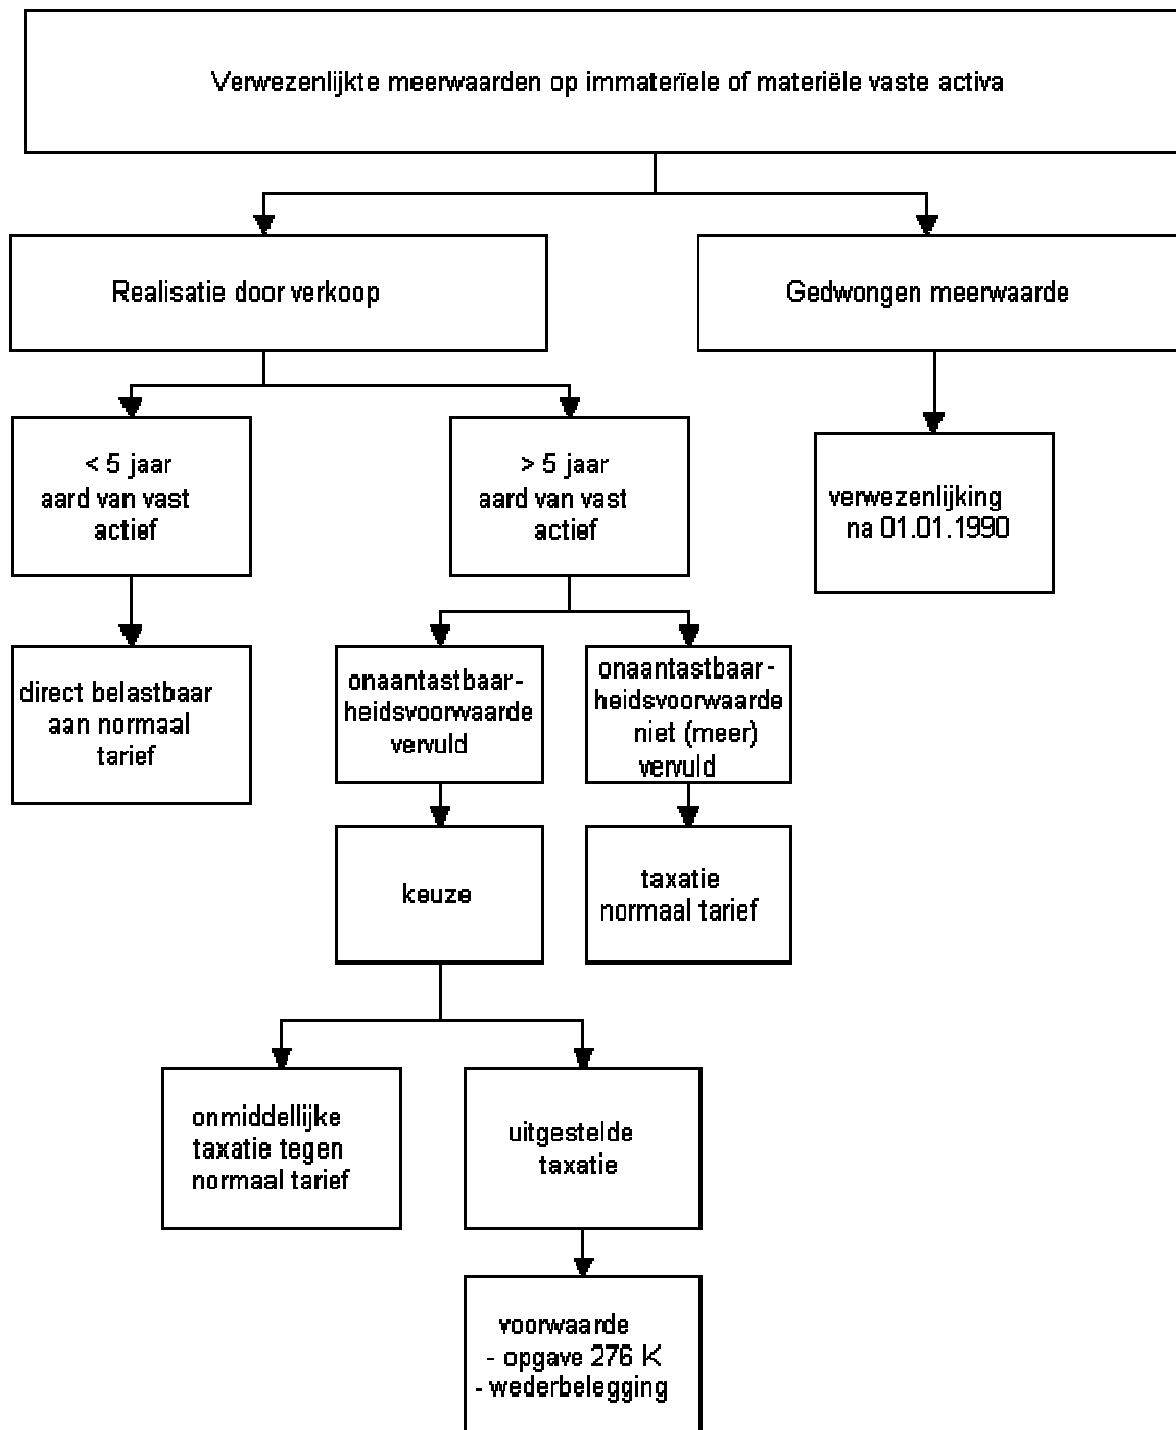 Verwezenlijkte meerwaarden op immateriele of materiële vaste activa
Realisatie door verkoop
Gedwongen meerwaarde
< 5 jaar
aard van vast
actief
> 5 jaar
aard van vast
actief
verwezenlijking
na 01.01.1990
direct belastbaar
aan normaal
tarief
onaantastbaar-
heidsvoorwaarde
vervuld
onaantastbaar-
heidsvoorwaarde
niet (meer)
vervuld
keuze
taxatie
normaal tarief
onmiddellijke
taxatie tegen
normaal tarief
uitgestelde
taxatie
voorwaarde
- opgave 276 K
- wederbelegging